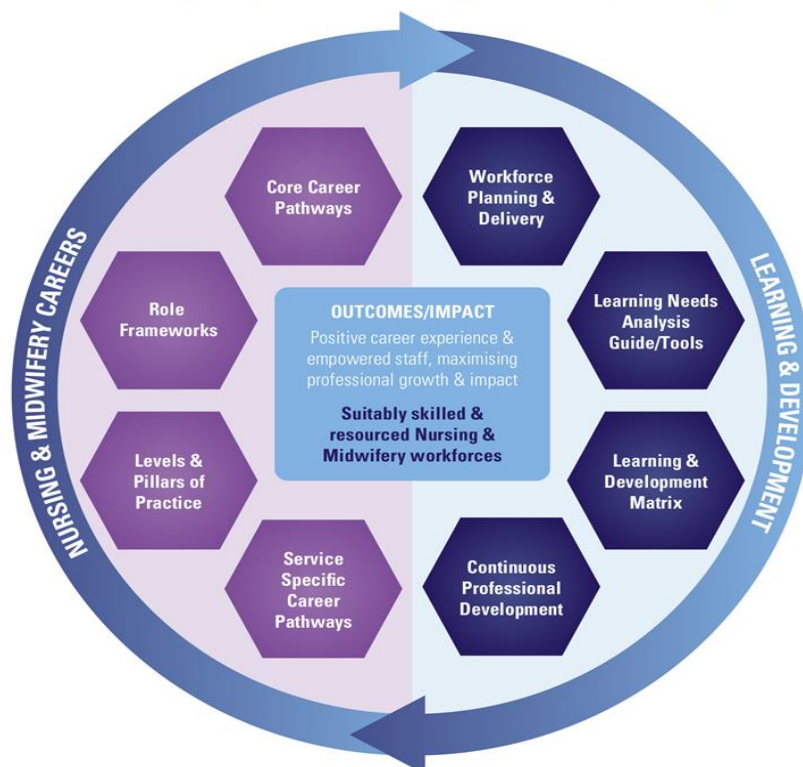 NURSING & MIDWIFERY CAREERS
Core Career
Pathways
Role
Frameworks
Levels &
Pillars of
Practice
Service
Specific
Career
Pathways
OUTCOMES/IMPACT
Positive career experience &
empowered staff, maximising
professional growth & impact
Suitably skilled &
resourced Nursing &
Midwifery workforces
Workforce
Planning &
Delivery
Learning Needs
Analysis
Guide/Tools
Learning &
Development
Matrix
Continuous
Professional
Development
LEARNING & DEVELOPMENT